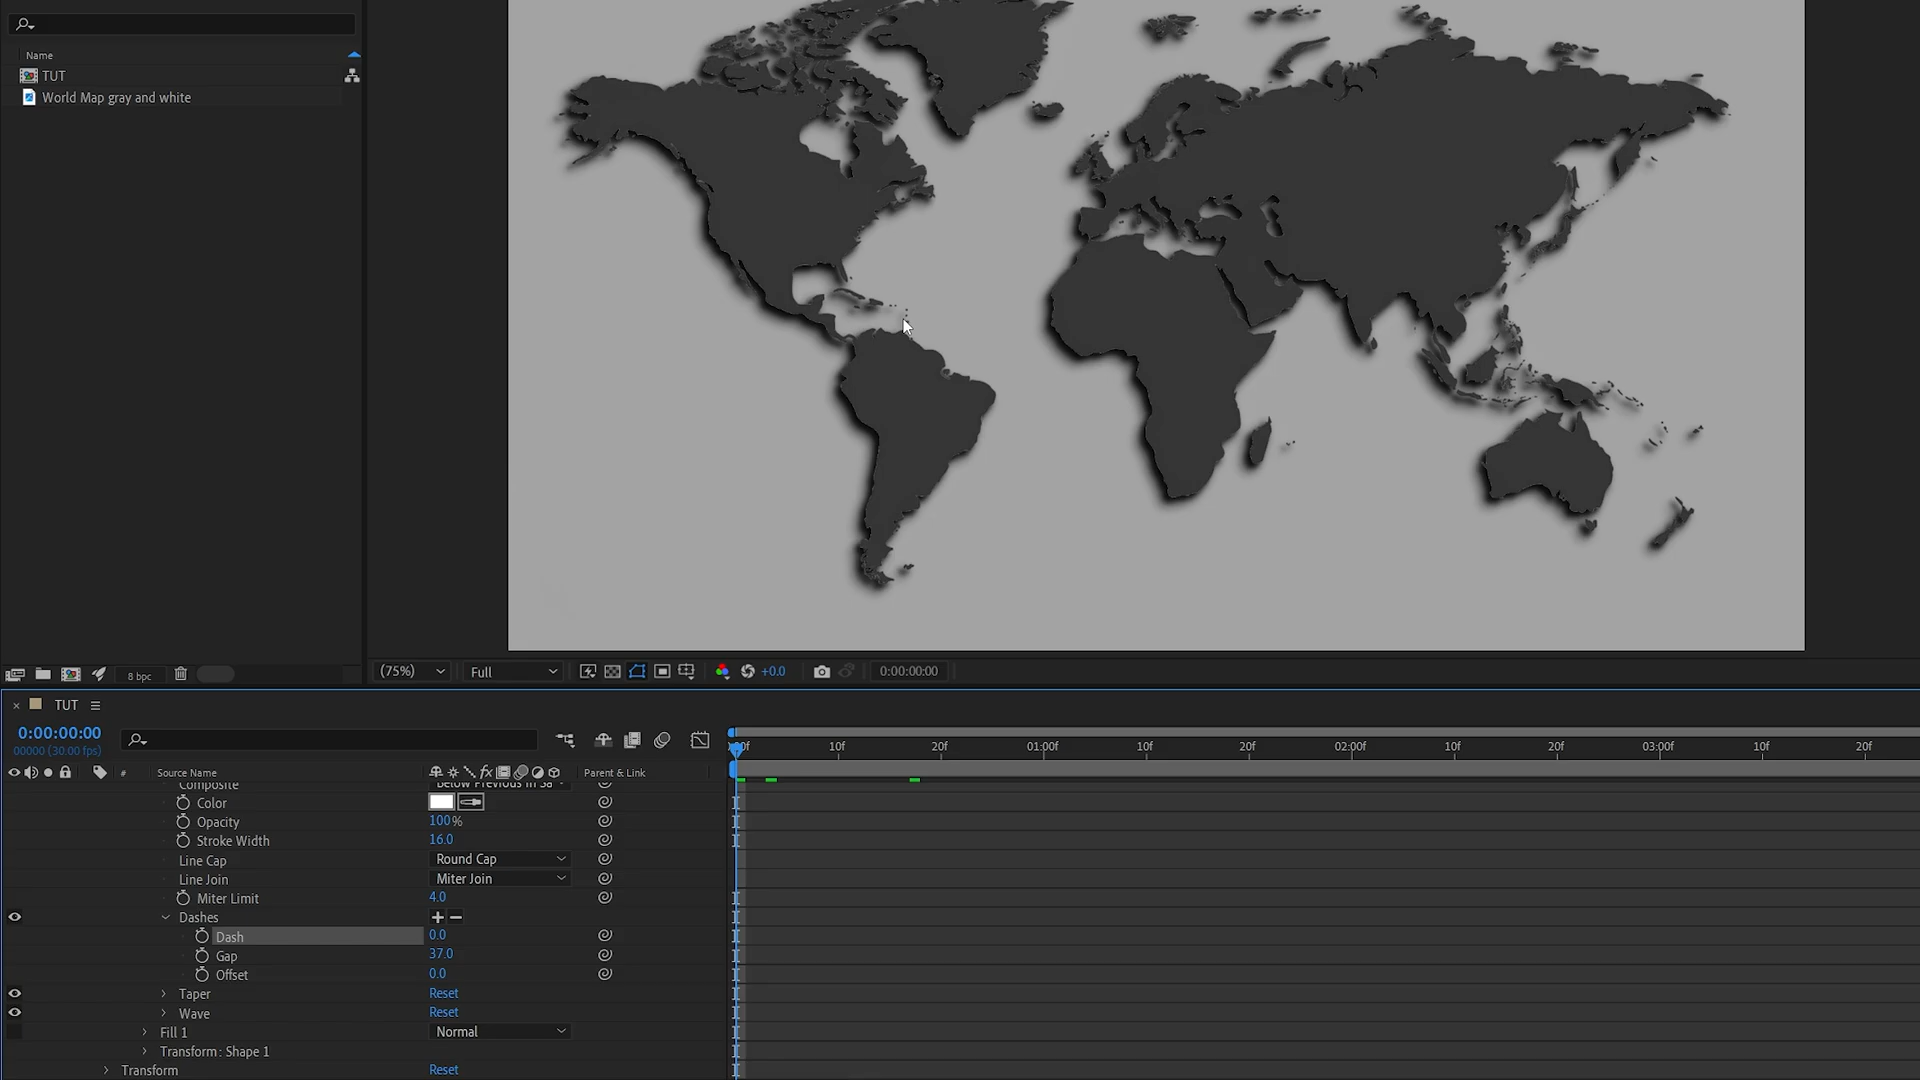 Name
TUT
World Map gray and white
8 bpc
(75%)
Full
+0.0
0:00:00:00
TUT
0:00:00:00
00000 (30.00 fps)
10f
20f
01:00f
10f
20f
02:00f
10f
20f
03:00f
10f
20f
#
Source Name
fx
Parent & Link
Composite
Color
Opacity
100%
Stroke Width
16.0
Line Cap
Round Cap
Line Join
Miter Join
Miter Limit
4.0
Dashes
Dash
0.0
Gap
37.0
Offset
0.0
Taper
Reset
Wave
Reset
Fill 1
Normal
Transform: Shape 1
Transform
Reset